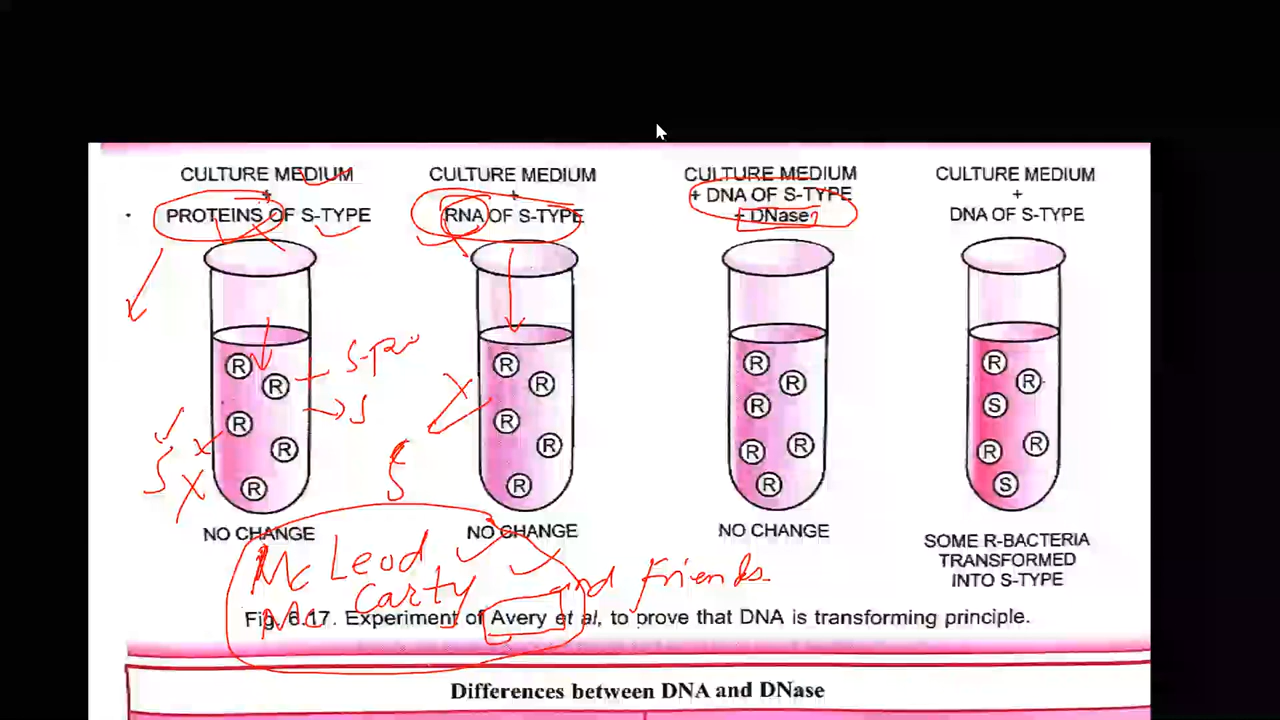 CULTURE MEDIUM
+
PROTEINS OF S-TYPE
CULTURE MEDIUM
+
RNA OF S-TYPE
CULTURE MEDIUM
+ DNA OF S-TYPE
+ DNase
CULTURE MEDIUM
+
DNA OF S-TYPE
R
R
R
R
R
S
S
S
R
R
R
R
R
R
R
R
R
R
R
R
R
S
R
R
S
NO CHANGE
NO CHANGE
NO CHANGE
SOME R-BACTERIA
TRANSFORMED
INTO S-TYPE
Mc Leod
Mc Carty
and friends
Fig. 6.17. Experiment of Avery et al, to prove that DNA is transforming principle.
Differences between DNA and DNase